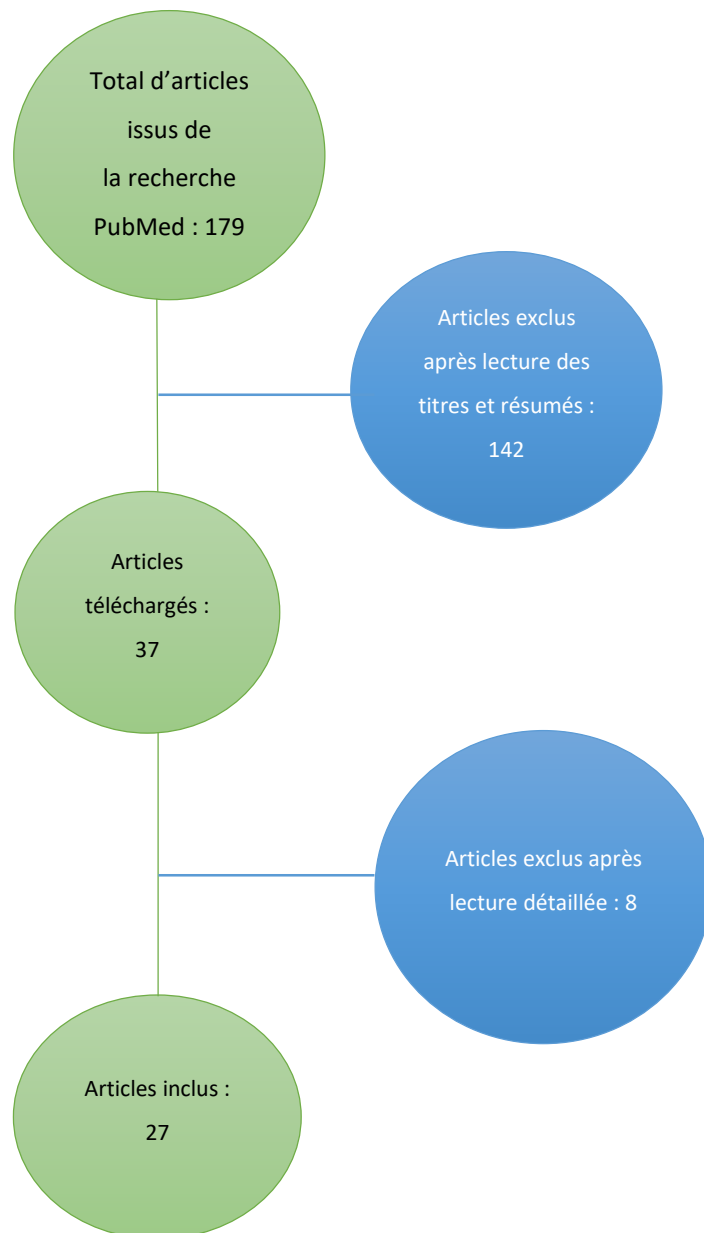 Total d’articles
issus de
la recherche
PubMed : 179
Articles exclus
après lecture des
titres et résumés :
142
Articles
téléchargés :
37
Articles exclus après
lecture détaillée : 8
Articles inclus :
27